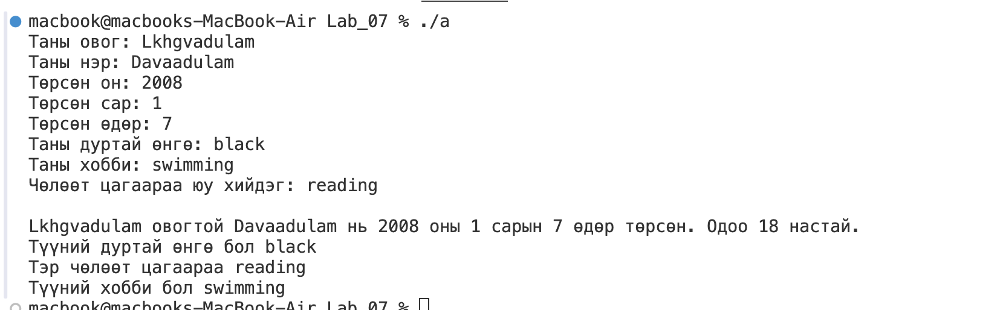 macbook@macbooks-MacBook-Air Lab_07 % ./a
Таны овог: Lkhgvadulam
Таны нэр: Davaadulam
Төрсөн он: 2008
Төрсөн сар: 1
Төрсөн өдөр: 7
Таны дуртай өнгө: black
Таны хобби: swimming
Чөлөөт цагаараа юу хийдэг: reading
Lkhgvadulam овогтой Davaadulam нь 2008 оны 1 сарын 7 өдөр төрсөн. Одоо 18 настай.
Түүний дуртай өнгө бол black
Тэр чөлөөт цагаараа reading
Түүний хобби бол swimming
macbook@macbooks-MacBook-Air Lab_07 %